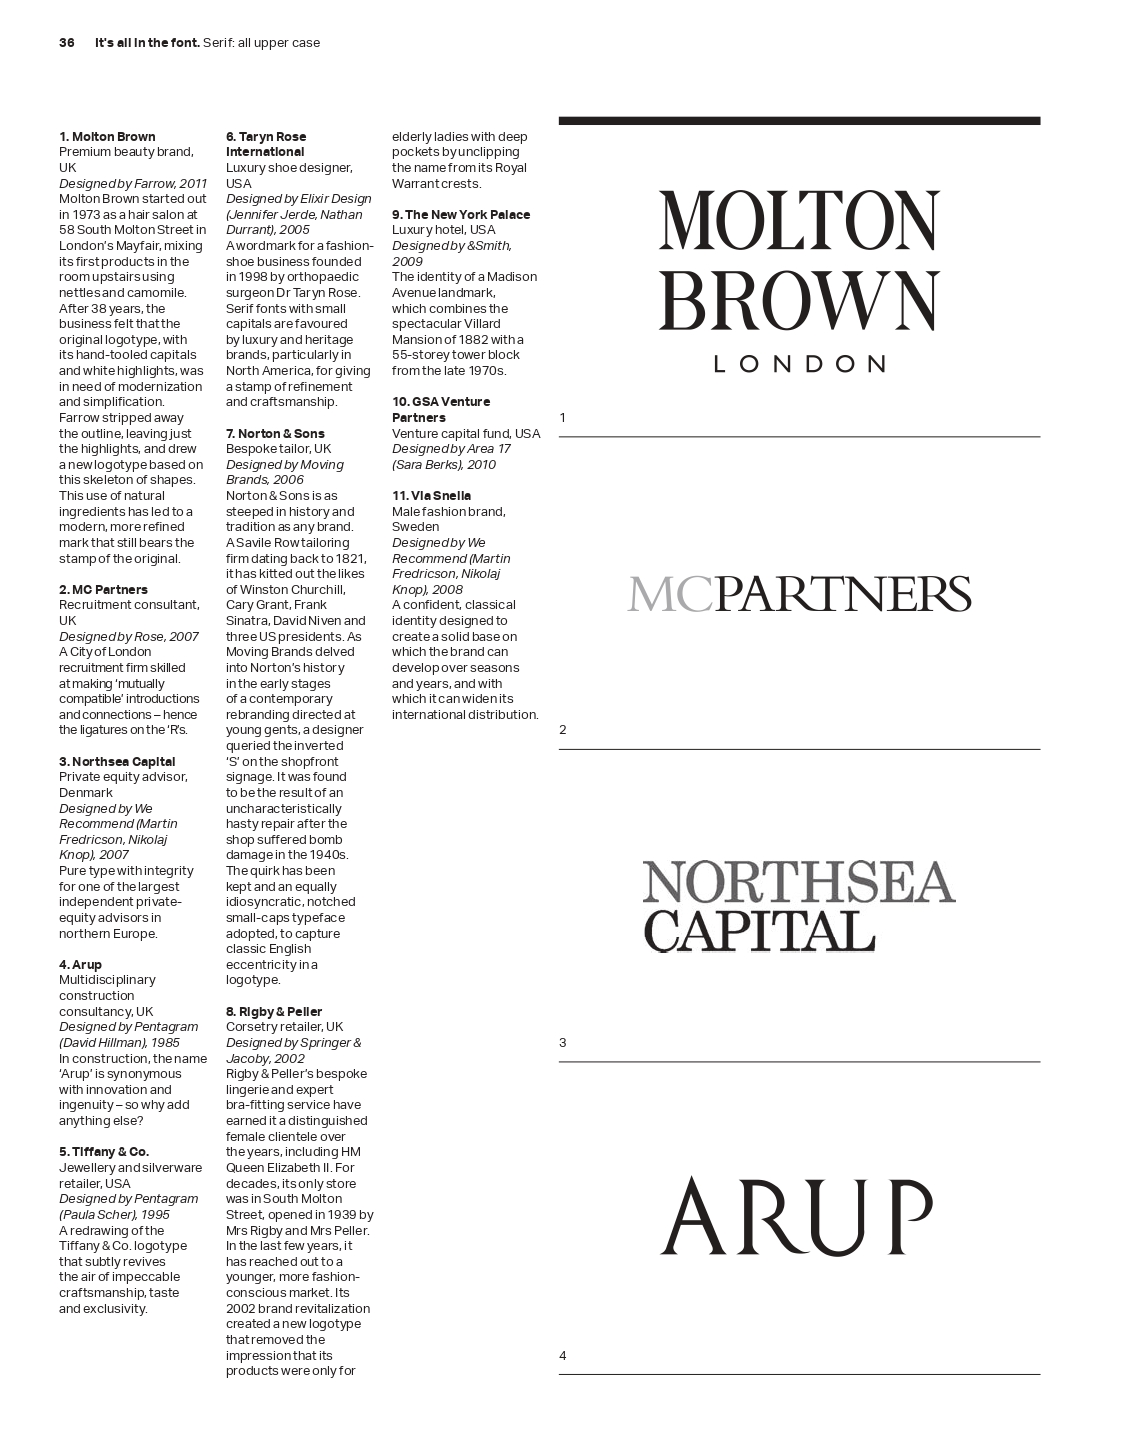 36 It's all in the font. Serif: all upper case
1. Molton Brown
Premium beauty brand,
UK
Designed by Farrow, 2011
Molton Brown started out
in 1973 as a hair salon at
58 South Molton Street in
London's Mayfair, mixing
its first products in the
room upstairs using
nettles and camomile.
After 38 years, the
business felt that the
original logotype, with
its hand-tooled capitals
and white highlights, was
in need of modernization
and simplification.
Farrow stripped away
the outline, leaving just
the highlights, and drew
a new logotype based on
this skeleton of shapes.
This use of natural
ingredients has led to a
modern, more refined
mark that still bears the
stamp of the original.
2. MC Partners
Recruitment consultant,
UK
Designed by Rose, 2007
A City of London
recruitment firm skilled
at making ‘mutually
compatible’ introductions
and connections – hence
the ligatures on the ‘R’s.
3. Northsea Capital
Private equity advisor,
Denmark
Designed by We
Recommend (Martin
Fredricson, Nikolaj
Knop), 2007
Pure type with integrity
for one of the largest
independent private-
equity advisors in
northern Europe.
4. Arup
Multidisciplinary
construction
consultancy, UK
Designed by Pentagram
(David Hillman), 1985
In construction, the name
‘Arup’ is synonymous
with innovation and
ingenuity – so why add
anything else?
5. Tiffany & Co.
Jewellery and silverware
retailer, USA
Designed by Pentagram
(Paula Scher), 1995
A redrawing of the
Tiffany & Co. logotype
that subtly revives
the air of impeccable
craftsmanship, taste
and exclusivity.
6. Taryn Rose
International
Luxury shoe designer,
USA
Designed by Elixir Design
(Jennifer Jerde, Nathan
Durrant), 2005
A wordmark for a fashion-
shoe business founded
in 1998 by orthopaedic
surgeon Dr Taryn Rose.
Serif fonts with small
capitals are favoured
by luxury and heritage
brands, particularly in
North America, for giving
a stamp of refinement
and craftsmanship.
7. Norton & Sons
Bespoke tailor, UK
Designed by Moving
Brands, 2006
Norton & Sons is as
steeped in history and
tradition as any brand.
A Savile Row tailoring
firm dating back to 1821,
it has kitted out the likes
of Winston Churchill,
Cary Grant, Frank
Sinatra, David Niven and
three US presidents. As
Moving Brands delved
into Norton's history
in the early stages
of a contemporary
rebranding directed at
young gents, a designer
queried the inverted
‘S’ on the shopfront
signage. It was found
to be the result of an
uncharacteristically
hasty repair after the
shop suffered bomb
damage in the 1940s.
The quirk has been
kept and an equally
idiosyncratic, notched
small-caps typeface
adopted, to capture
classic English
eccentricity in a
logotype.
8. Rigby & Peller
Corsetry retailer, UK
Designed by Springer &
Jacoby, 2002
Rigby & Peller's bespoke
lingerie and expert
bra-fitting service have
earned it a distinguished
female clientele over
the years, including HM
Queen Elizabeth II. For
decades, its only store
was in South Molton
Street, opened in 1939 by
Mrs Rigby and Mrs Peller.
In the last few years, it
has reached out to a
younger, more fashion-
conscious market. Its
2002 brand revitalization
created a new logotype
that removed the
impression that its
products were only for
elderly ladies with deep
pockets by unclipping
the name from its Royal
Warrant crests.
9. The New York Palace
Luxury hotel, USA
Designed by &Smith,
2009
The identity of a Madison
Avenue landmark,
which combines the
spectacular Villard
Mansion of 1882 with a
55-storey tower block
from the late 1970s.
10. GSA Venture
Partners
Venture capital fund, USA
Designed by Area 17
(Sara Berks), 2010
11. Via Snella
Male fashion brand,
Sweden
Designed by We
Recommend (Martin
Fredricson, Nikolaj
Knop), 2008
A confident, classical
identity designed to
create a solid base on
which the brand can
develop over seasons
and years, and with
which it can widen its
international distribution.
MOLTON
BROWN
LONDON
1
MCPARTNERS
2
NORTHSEA
CAPITAL
3
ARUP
4